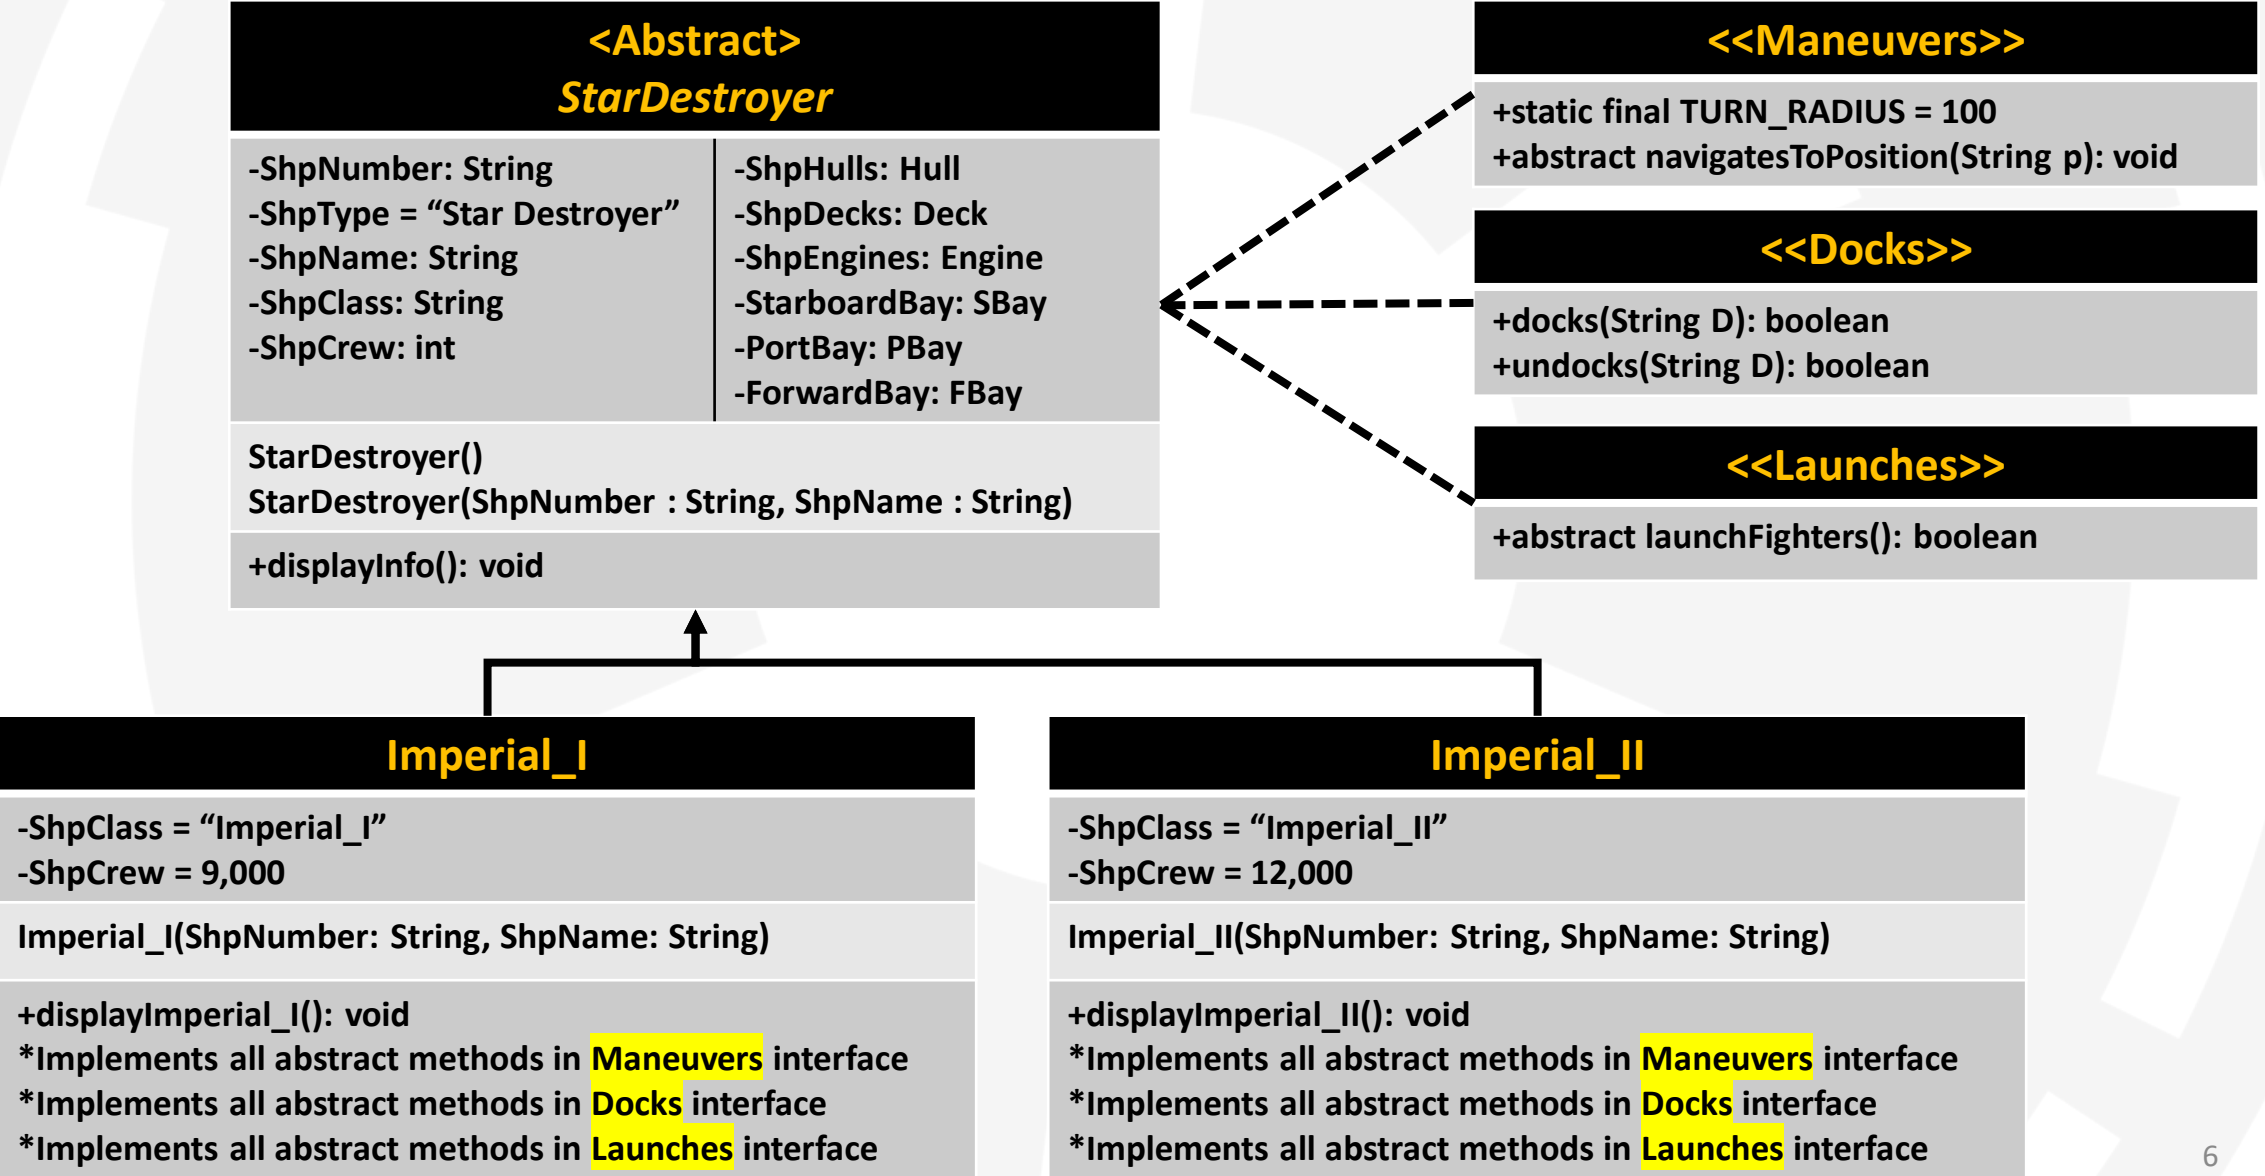 <Abstract>
StarDestroyer
-ShpNumber: String
-ShpType = “Star Destroyer”
-ShpName: String
-ShpClass: String
-ShpCrew: int
-ShpHulls: Hull
-ShpDecks: Deck
-ShpEngines: Engine
-StarboardBay: SBay
-PortBay: PBay
-ForwardBay: FBay
StarDestroyer()
StarDestroyer(ShpNumber : String, ShpName : String)
+displayInfo(): void
<<Maneuvers>>
+static final TURN_RADIUS = 100
+abstract navigatesToPosition(String p): void
<<Docks>>
+docks(String D): boolean
+undocks(String D): boolean
<<Launches>>
+abstract launchFighters(): boolean
Imperial_I
-ShpClass = “Imperial_I”
-ShpCrew = 9,000
Imperial_I(ShpNumber: String, ShpName: String)
+displayImperial_I(): void
*Implements all abstract methods in Maneuvers interface
*Implements all abstract methods in Docks interface
*Implements all abstract methods in Launches interface
Imperial_II
-ShpClass = “Imperial_II”
-ShpCrew = 12,000
Imperial_II(ShpNumber: String, ShpName: String)
+displayImperial_II(): void
*Implements all abstract methods in Maneuvers interface
*Implements all abstract methods in Docks interface
*Implements all abstract methods in Launches interface
6